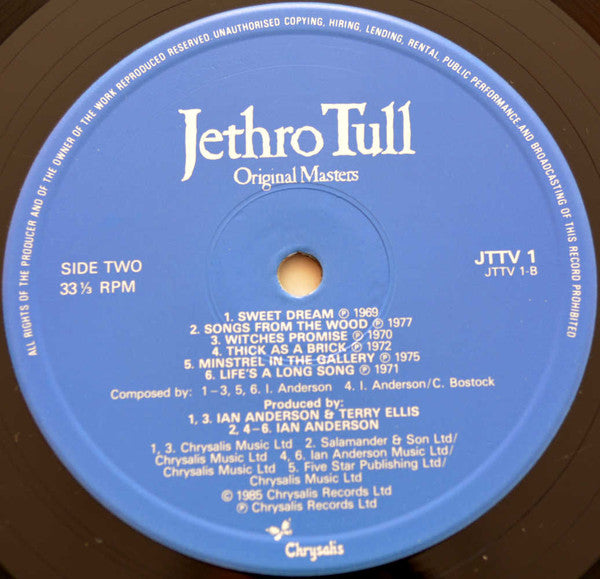 ALL RIGHTS OF THE PRODUCER AND OF THE OWNER OF THE WORK REPRODUCED RESERVED. UNAUTHORISED COPYING, HIRING, LENDING, RENTAL, PUBLIC PERFORMANCE AND BROADCASTING OF THIS RECORD PROHIBITED
Jethro Tull
Original Masters
SIDE TWO
33⅓ RPM
JTTV 1
JTTV 1-B
1. SWEET DREAM ℗ 1969
2. SONGS FROM THE WOOD ℗ 1977
3. WITCHES PROMISE ℗ 1970
4. THICK AS A BRICK ℗ 1972
5. MINSTREL IN THE GALLERY ℗ 1975
6. LIFE'S A LONG SONG ℗ 1971
Composed by: 1–3, 5, 6. I. Anderson 4. I. Anderson/C. Bostock
Produced by:
1, 3. IAN ANDERSON & TERRY ELLIS
2, 4–6. IAN ANDERSON
1, 3. Chrysalis Music Ltd 2. Salamander & Son Ltd/
Chrysalis Music Ltd 4, 6. Ian Anderson Music Ltd/
Chrysalis Music Ltd 5. Five Star Publishing Ltd/
Chrysalis Music Ltd
© 1985 Chrysalis Records Ltd
℗ Chrysalis Records Ltd
Chrysalis